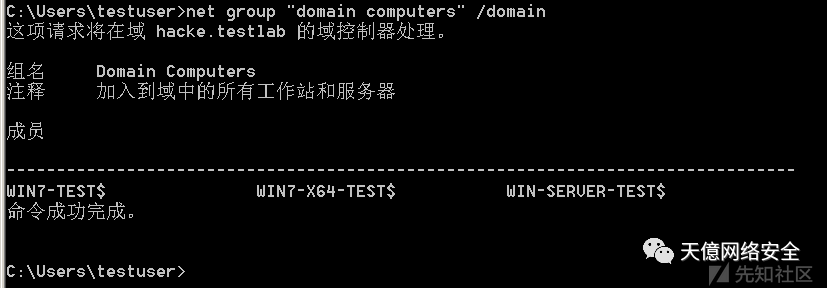 C:\Users\testuser>net group "domain computers" /domain
这项请求将在域 hacke.testlab 的域控制器处理。
组名     Domain Computers
注释     加入到域中的所有工作站和服务器
成员
-------------------------------------------------------------------------------
WIN7-TEST$               WIN7-X64-TEST$           WIN-SERVER-TEST$
命令成功完成。
C:\Users\testuser>
天億网络安全
先知社区